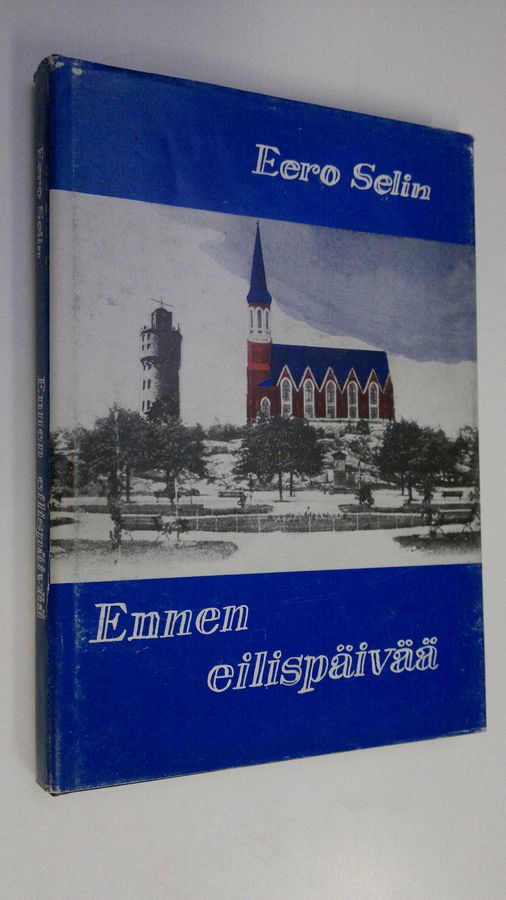 Eero Selin
Ennen
eilispäivää
Eero Selin
Ennen eilispäivää